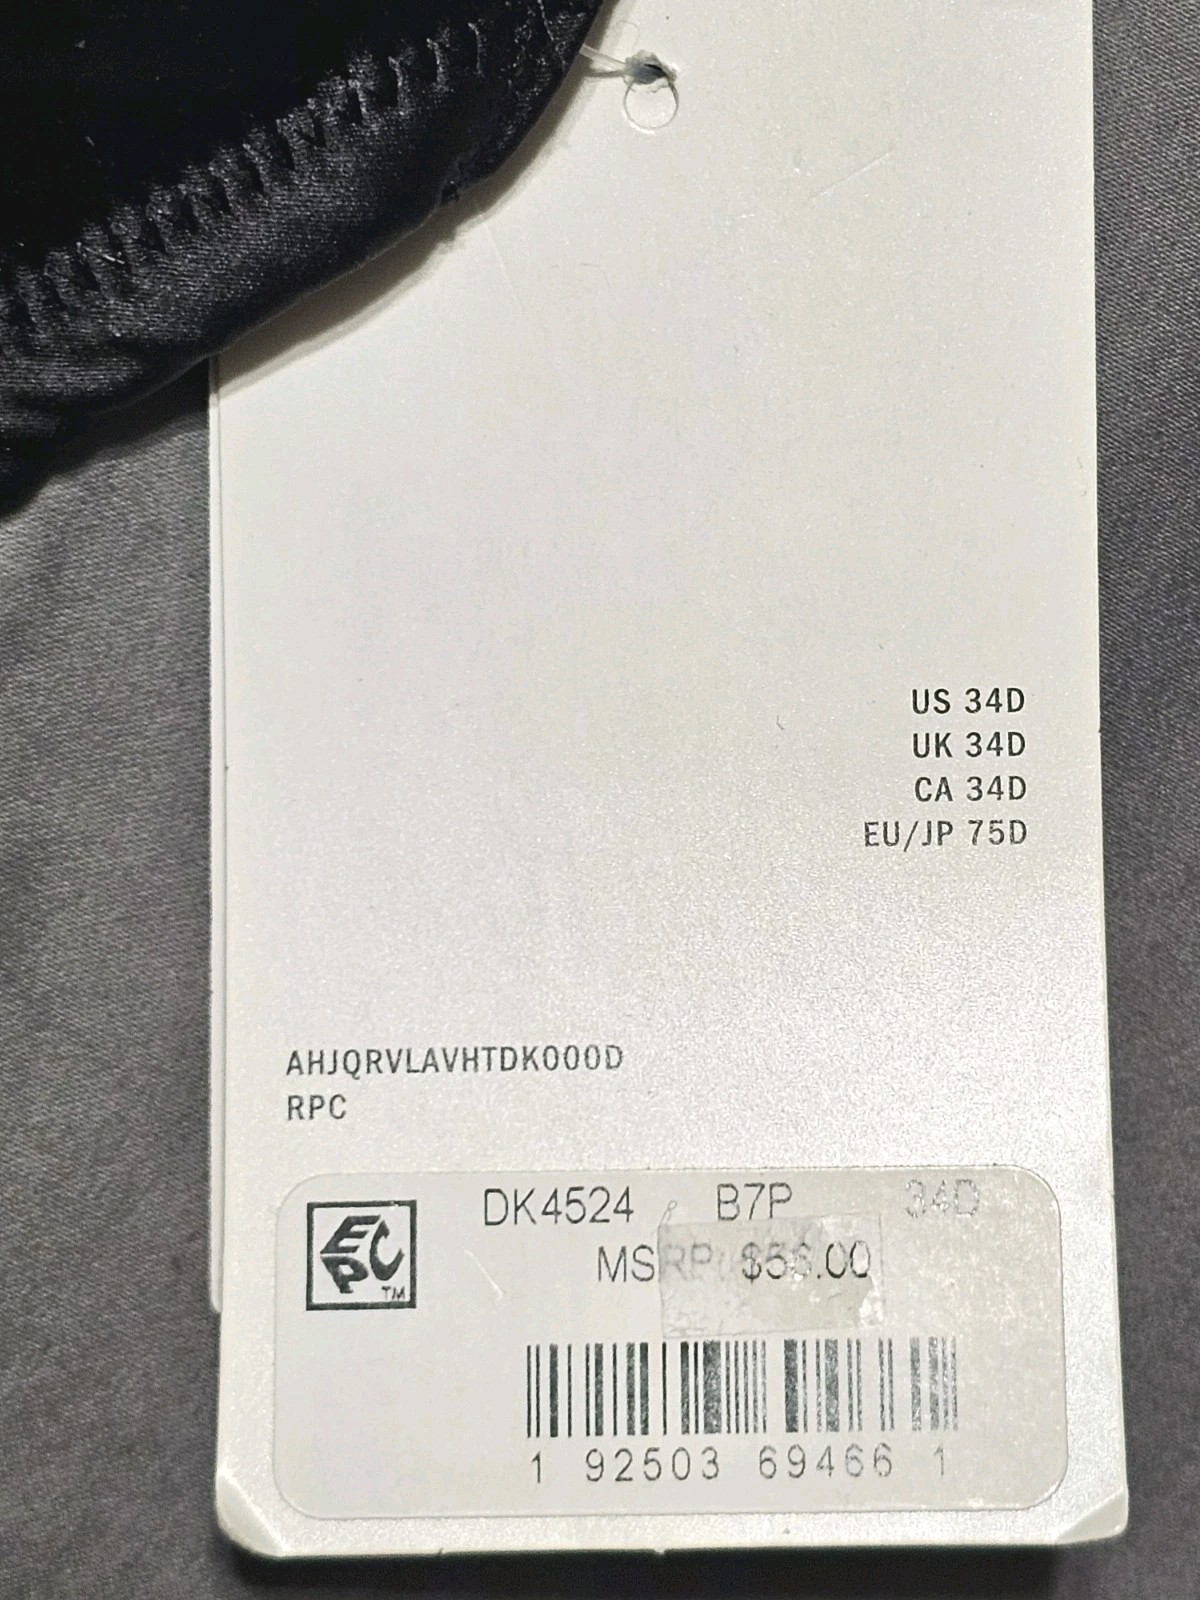 US 34D
UK 34D
CA 34D
EU/JP 75D
AHJQRVLAVHTDK000D
RPC
EPC™
DK4524 B7P 34D
MSRP
1 92503 69466 1